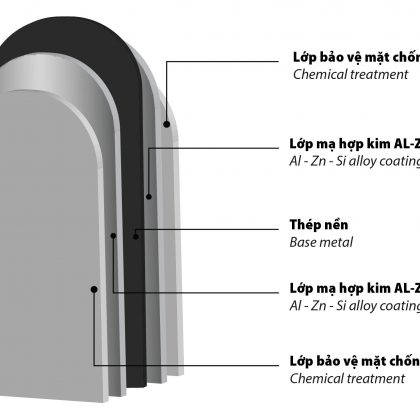 Lớp bảo vệ mặt chốn
Chemical treatment
Lớp mạ hợp kim AL-Z
Al - Zn - Si alloy coating
Thép nền
Base metal
Lớp mạ hợp kim AL-Z
Al - Zn - Si alloy coating
Lớp bảo vệ mặt chốn
Chemical treatment